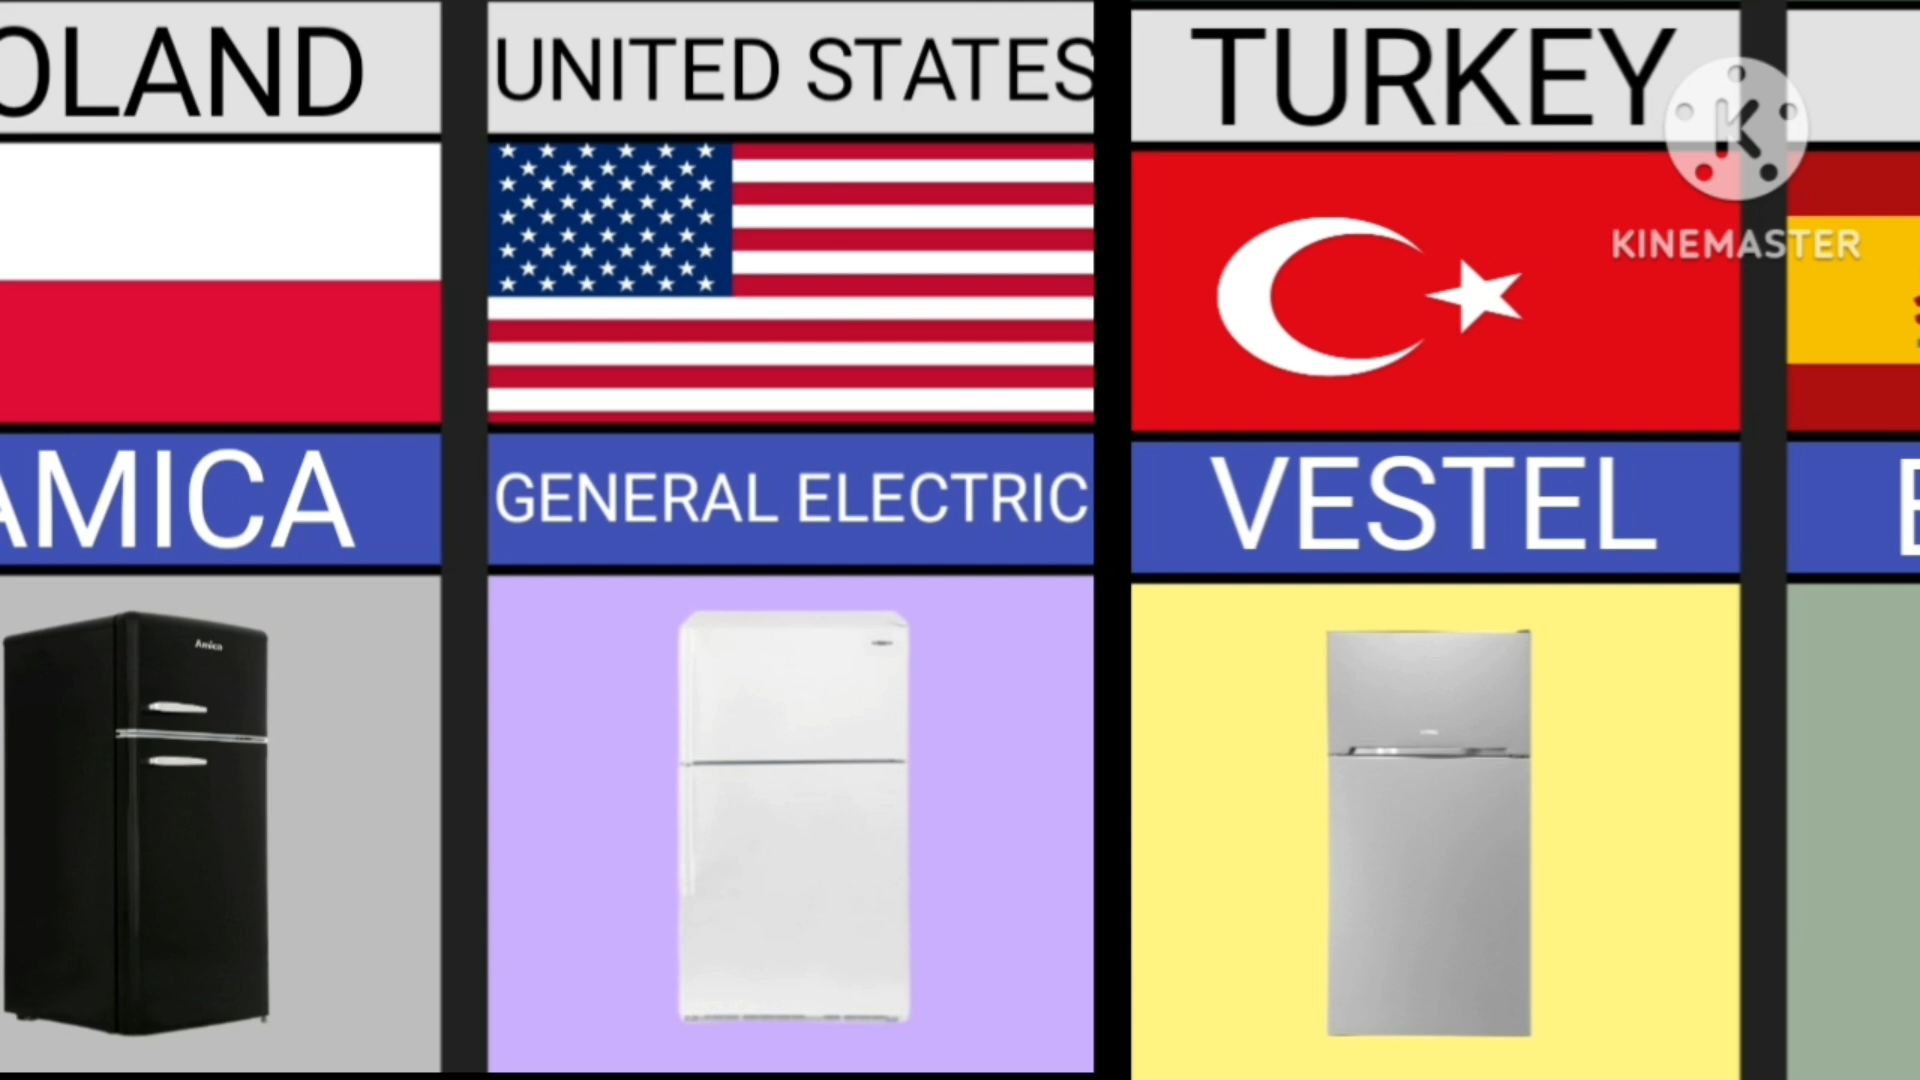 OLAND
UNITED STATES
TURKEY
K
KINEMASTER
AMICA
GENERAL ELECTRIC
VESTEL
E
Amica